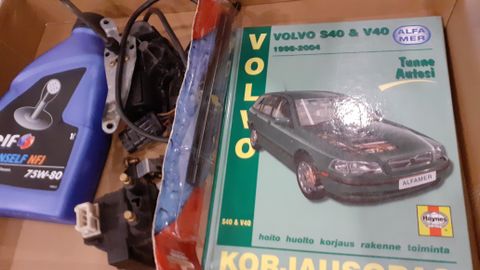 VOLVO S40 & V40
1996-2004
ALFA
MER
Tunne
Autosi
VOLVO
ALFAMER
S40 & V40
Haynes
hoito huolto korjaus rakenne toiminta
elf
NFJ
75W-80